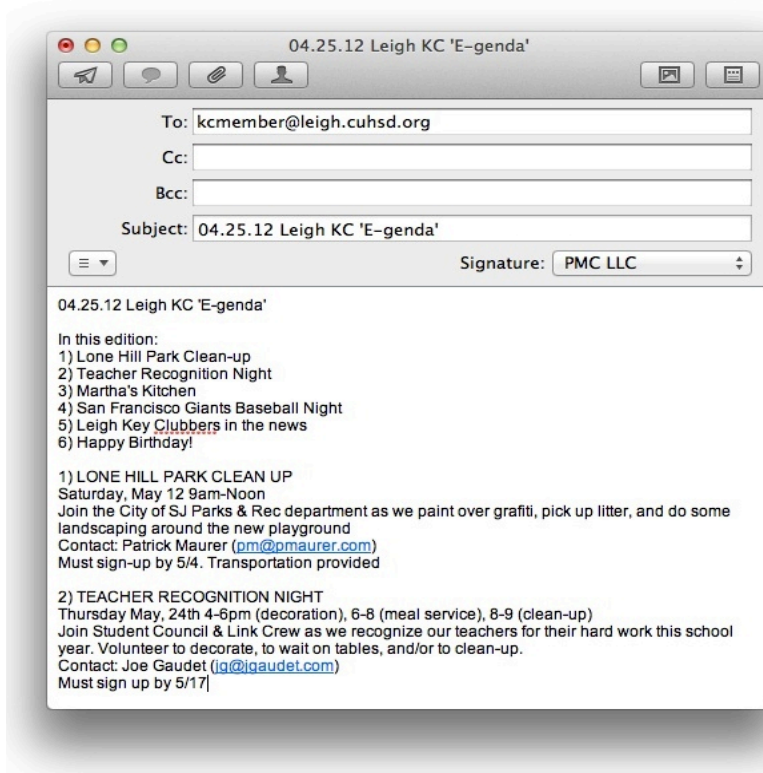 04.25.12 Leigh KC 'E-genda'
To: kcmember@leigh.cuhsd.org
Cc:
Bcc:
Subject: 04.25.12 Leigh KC 'E-genda'
Signature: PMC LLC
04.25.12 Leigh KC 'E-genda'
In this edition:
1) Lone Hill Park Clean-up
2) Teacher Recognition Night
3) Martha's Kitchen
4) San Francisco Giants Baseball Night
5) Leigh Key Clubbers in the news
6) Happy Birthday!
1) LONE HILL PARK CLEAN UP
Saturday, May 12 9am-Noon
Join the City of SJ Parks & Rec department as we paint over grafiti, pick up litter, and do some
landscaping around the new playground
Contact: Patrick Maurer (pm@pmaurer.com)
Must sign-up by 5/4. Transportation provided
2) TEACHER RECOGNITION NIGHT
Thursday May, 24th 4-6pm (decoration), 6-8 (meal service), 8-9 (clean-up)
Join Student Council & Link Crew as we recognize our teachers for their hard work this school
year. Volunteer to decorate, to wait on tables, and/or to clean-up.
Contact: Joe Gaudet (jg@jgaudet.com)
Must sign up by 5/17